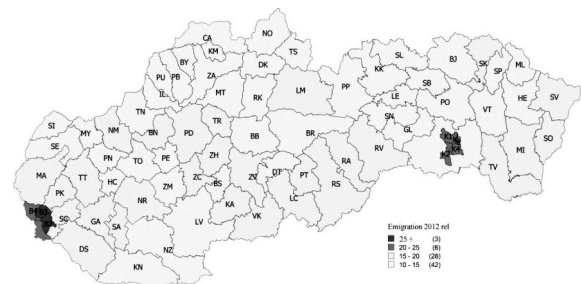 NO
CA
TS
KM
BY
DK
SL
BJ
SK
ML
KK
SP
PU
PB
ZA
IL
LM
PP
SB
MT
RK
LE
PO
HE
SV
VT
TN
SN
TR
GL
SI
MY
NM
BN
PD
BB
BR
RV
SO
SE
PN
PE
ZH
RA
MI
TO
MA
TT
DT
PT
TV
HC
ZM
ZC
BS
ZV
RS
PK
NR
KA
LC
SC
GA
SA
LV
VK
DS
NZ
KN
Emigration 2012 rel
25 + (3)
20 - 25 (6)
15 - 20 (28)
10 - 15 (42)